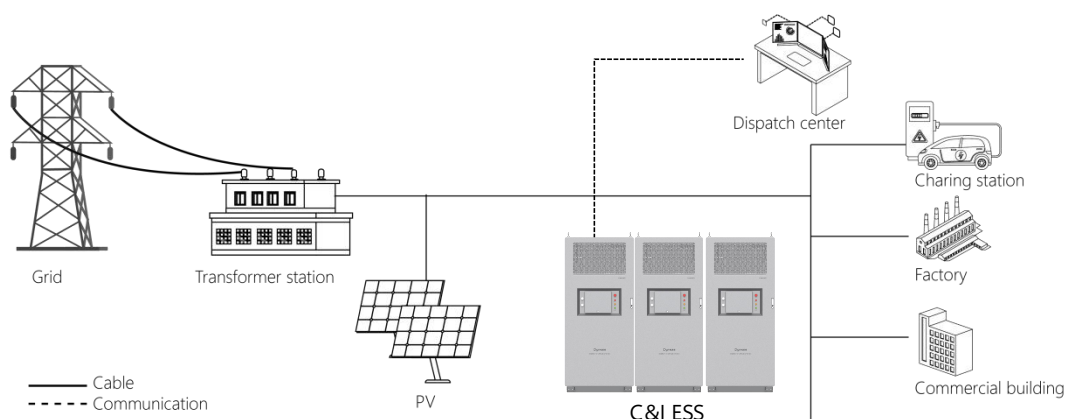 Dispatch center
Charing station
Grid
Transformer station
Factory
Cable
Communication
PV
C&I ESS
Commercial building